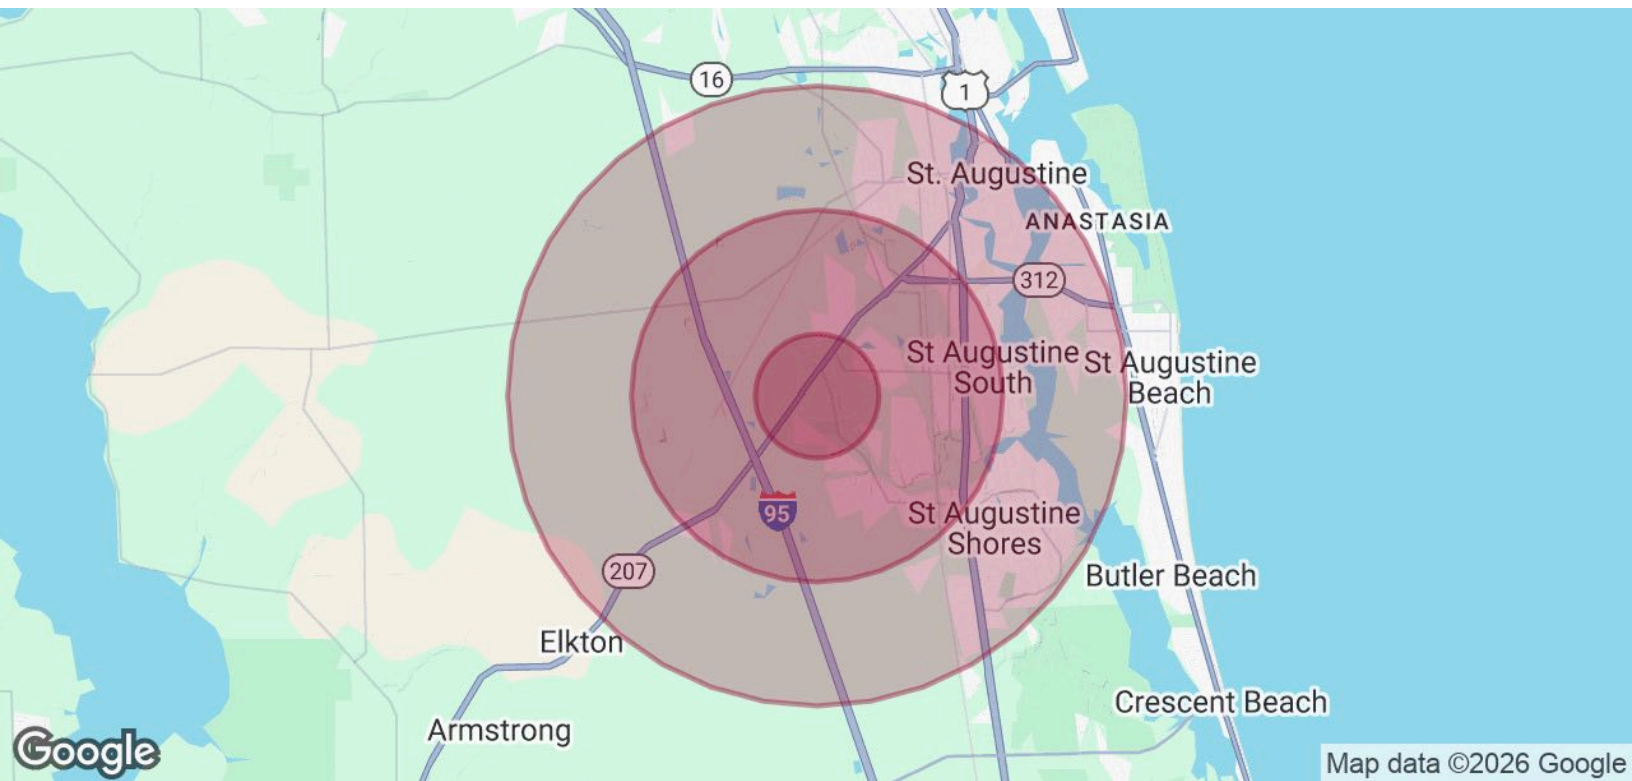 16
1
St. Augustine
ANASTASIA
312
St Augustine
South
St Augustine
Beach
95
St Augustine
Shores
207
Butler Beach
Elkton
Crescent Beach
Armstrong
Google
Map data ©2026 Google